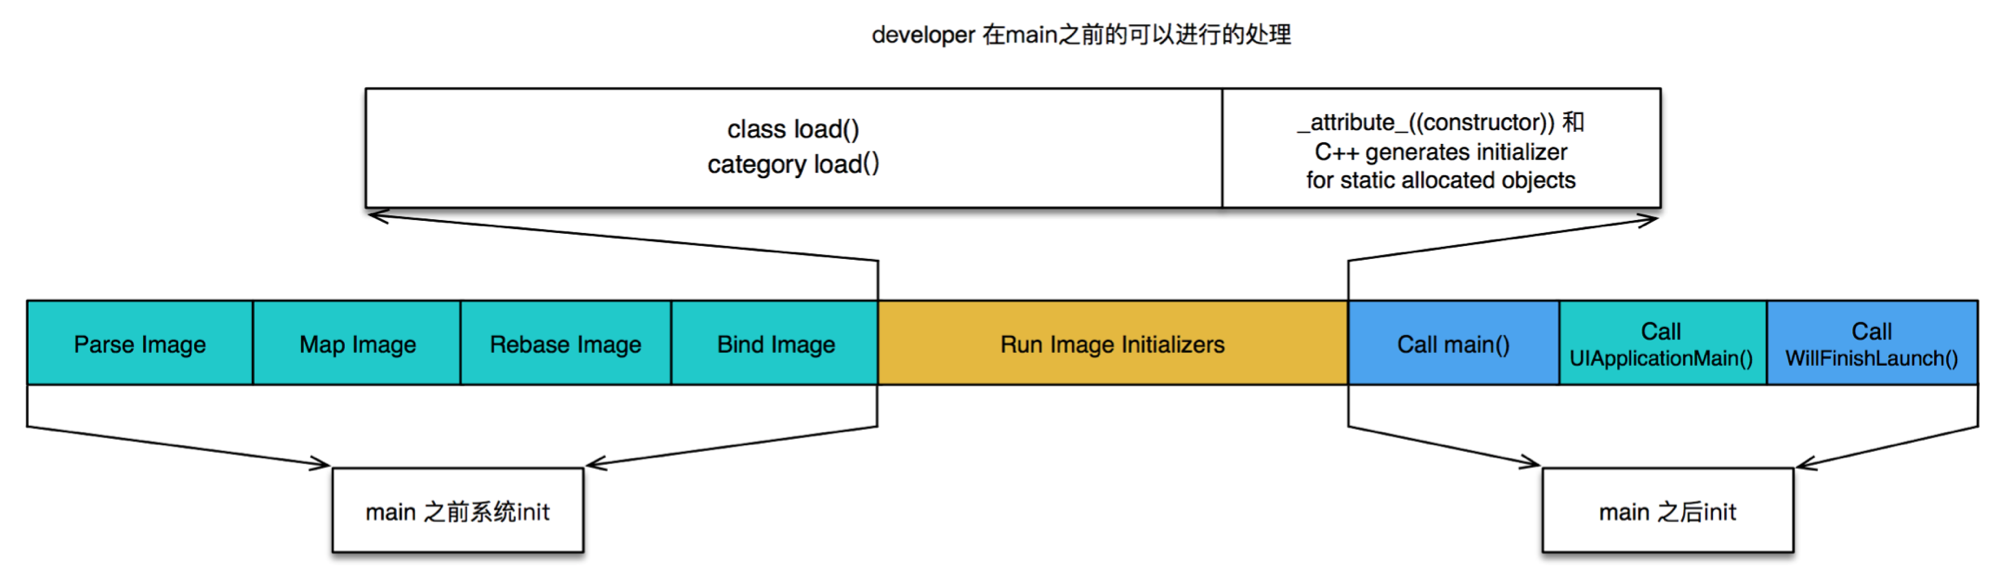 developer 在main之前的可以进行的处理
class load()
category load()
_attribute_((constructor)) 和
C++ generates initializer
for static allocated objects
Parse Image
Map Image
Rebase Image
Bind Image
Run Image Initializers
Call main()
Call
UIApplicationMain()
Call
WillFinishLaunch()
main 之前系统init
main 之后init